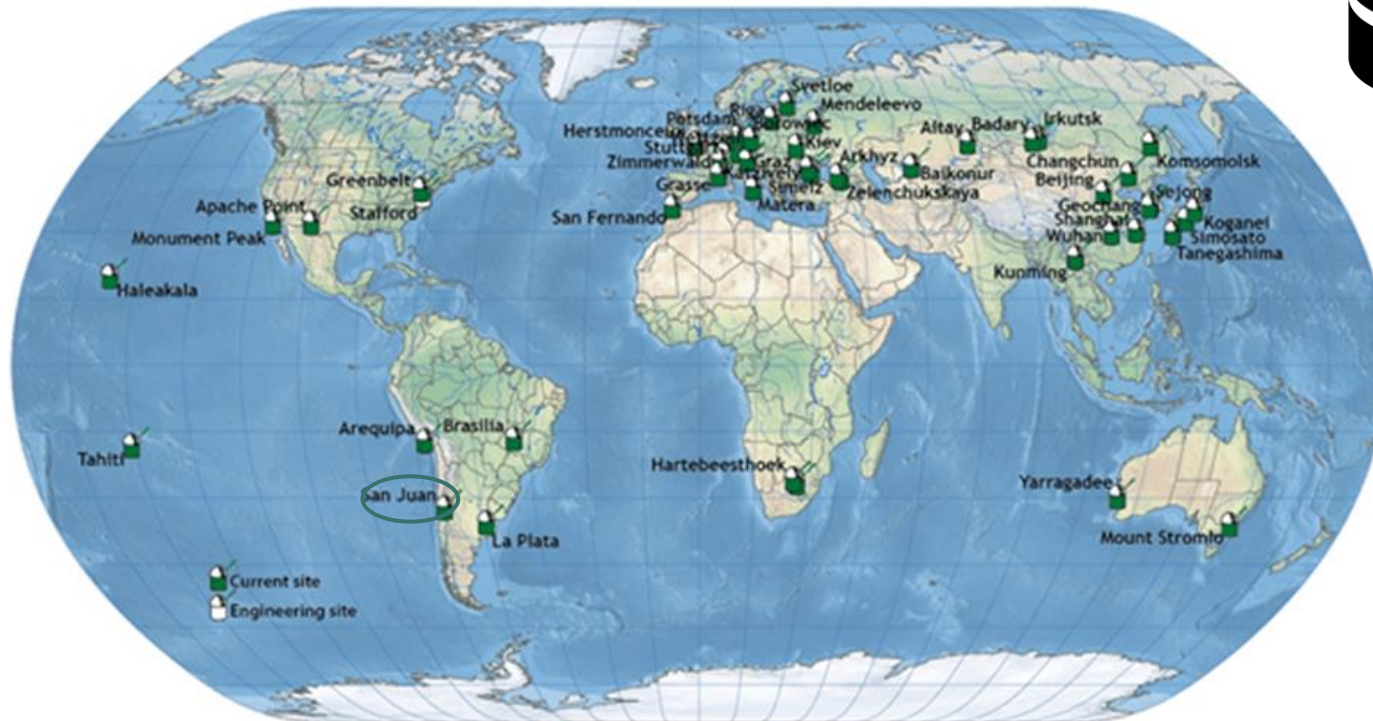 Svetloe
Mendeleevo
Riga
Potsdam
Herstmonceux
Kiev
Altay
Badary
Irkutsk
Zimmerwald
Graz
Arkhyz
Changchun
Komsomolsk
Greenbelt
Katzively
Baikonur
Beijing
Grasse
Simeiz
Zelenchukskaya
Sejong
Apache Point
Stafford
Matera
Geochang
San Fernando
Shanghai
Koganei
Monument Peak
Wuhan
Simosato
Tanegashima
Kunming
Haleakala
Arequipa
Brasilia
Tahiti
Hartebeesthoek
Yarragadee
San Juan
La Plata
Mount Stromlo
Current site
Engineering site